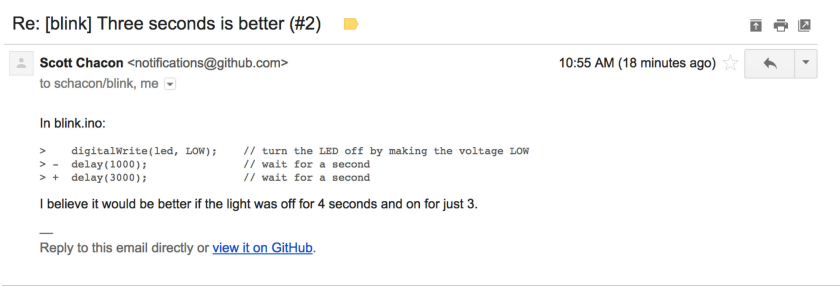 Re: [blink] Three seconds is better (#2)
Scott Chacon <notifications@github.com> 10:55 AM (18 minutes ago)
to schacon/blink, me
In blink.ino:
>    digitalWrite(led, LOW);    // turn the LED off by making the voltage LOW
> -  delay(1000);               // wait for a second
> +  delay(3000);               // wait for a second
I believe it would be better if the light was off for 4 seconds and on for just 3.
—
Reply to this email directly or view it on GitHub.